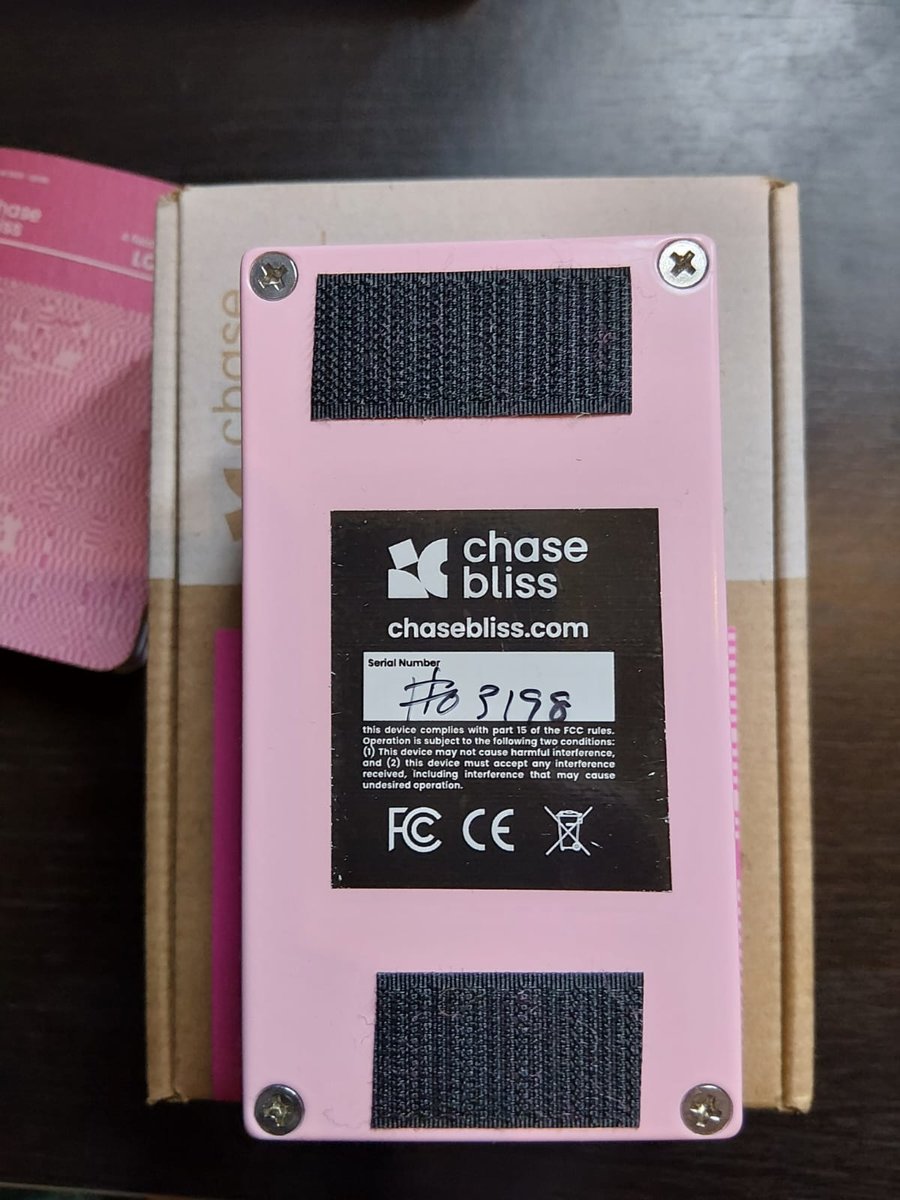 chase
chase
bliss
chasebliss.com
Serial Number
#03198
this device complies with part 15 of the FCC rules.
Operation is subject to the following two conditions:
(1) This device may not cause harmful interference,
and (2) this device must accept any interference
received, including interference that may cause
undesired operation.
FC CE